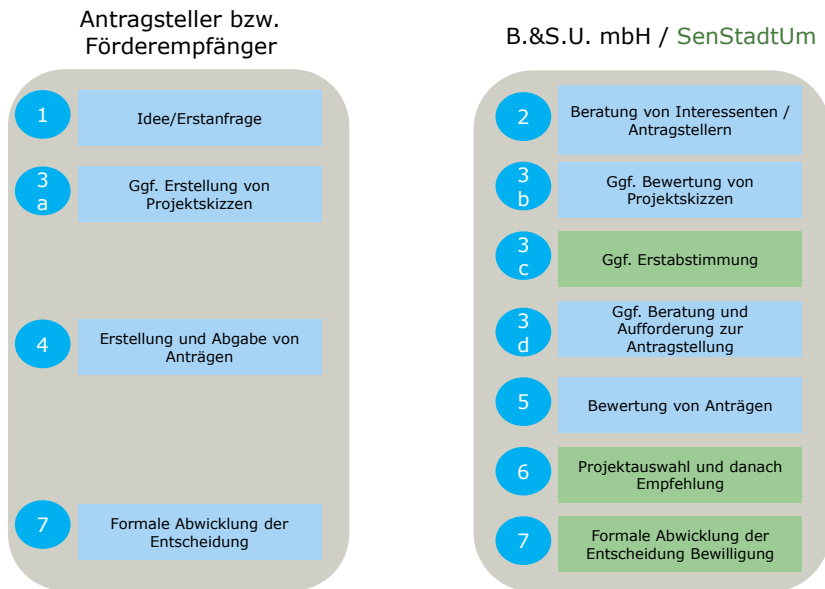 Antragsteller bzw.
Förderempfänger
1
Idee/Erstanfrage
3
a
Ggf. Erstellung von
Projektskizzen
4
Erstellung und Abgabe von
Anträgen
7
Formale Abwicklung der
Entscheidung
B.&S.U. mbH / SenStadtUm
2
Beratung von Interessenten /
Antragstellern
3
b
Ggf. Bewertung von
Projektskizzen
3
c
Ggf. Erstabstimmung
3
d
Ggf. Beratung und
Aufforderung zur
Antragstellung
5
Bewertung von Anträgen
6
Projektauswahl und danach
Empfehlung
7
Formale Abwicklung der
Entscheidung Bewilligung